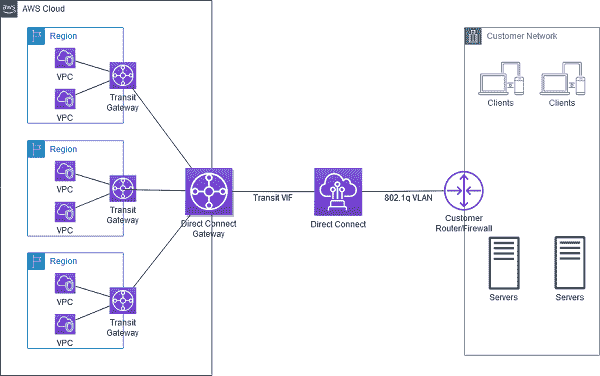 aws
AWS Cloud
Region
VPC
VPC
Transit
Gateway
Region
VPC
VPC
Transit
Gateway
Region
VPC
VPC
Transit
Gateway
Direct Connect
Gateway
Transit VIF
Direct Connect
802.1q VLAN
Customer Network
Clients
Clients
Customer
Router/Firewall
Servers
Servers